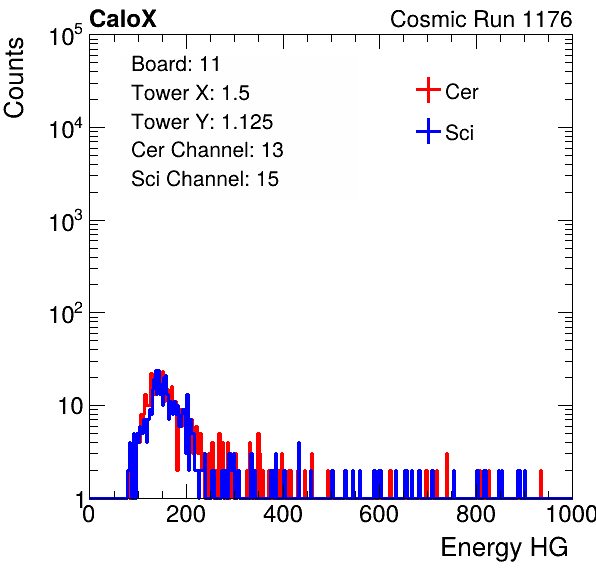 CaloX Cosmic Run 1176
Board: 11
Tower X: 1.5
Tower Y: 1.125
Cer Channel: 13
Sci Channel: 15
Cer
Sci
Counts
10^5
10^4
10^3
10^2
10
1
0 200 400 600 800 1000
Energy HG